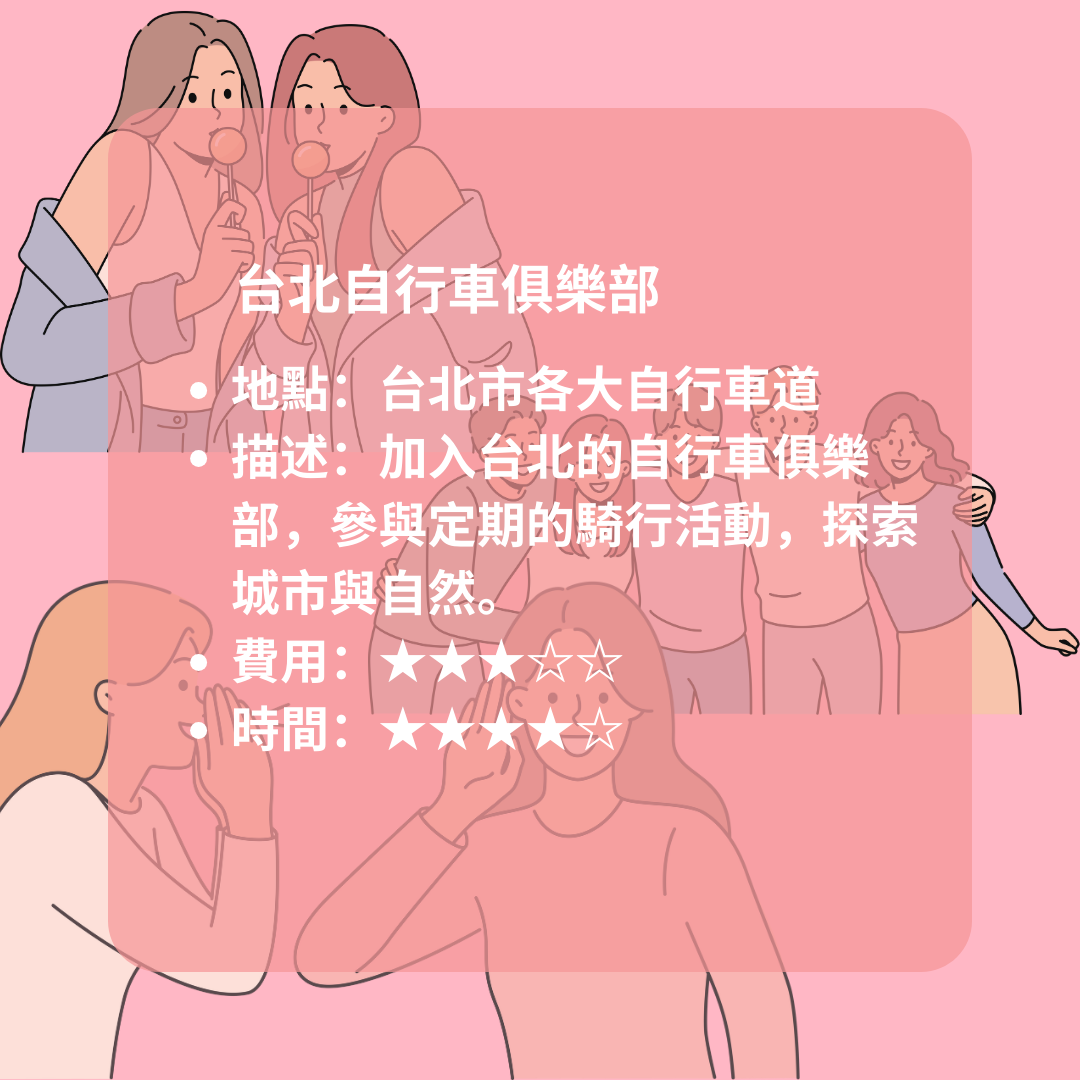 台北自行車俱樂部
• 地點：台北市各大自行車道
• 描述：加入台北的自行車俱樂
部，參與定期的騎行活動，探索
城市與自然。
• 費用：★★★☆☆
• 時間：★★★★☆